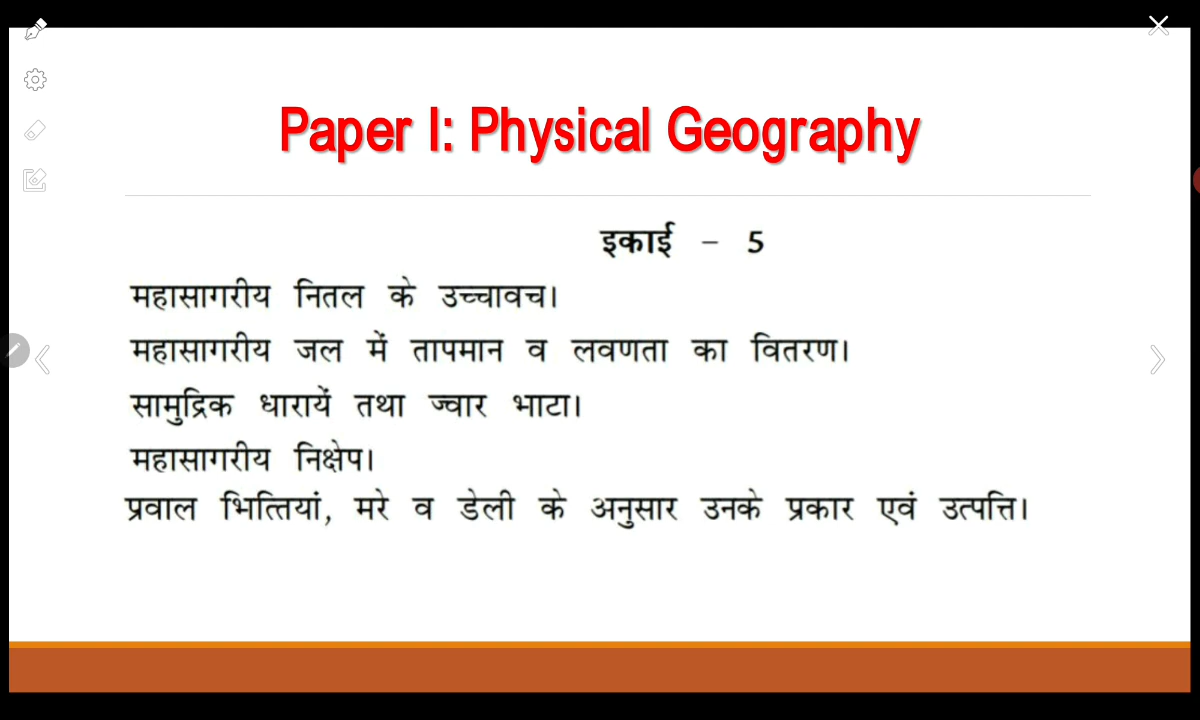 Paper I: Physical Geography
इकाई - 5
महासागरीय नितल के उच्चावच।
महासागरीय जल में तापमान व लवणता का वितरण।
सामुद्रिक धारायें तथा ज्वार भाटा।
महासागरीय निक्षेप।
प्रवाल भित्तियां, मरे व डेली के अनुसार उनके प्रकार एवं उत्पत्ति।